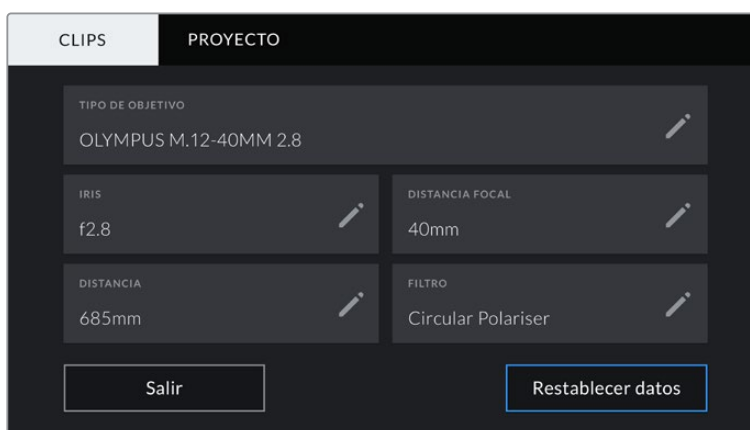 CLIPS PROYECTO
TIPO DE OBJETIVO
OLYMPUS M.12-40MM 2.8
IRIS DISTANCIA FOCAL
f2.8 40mm
DISTANCIA FILTRO
685mm Circular Polariser
Salir Restablecer datos